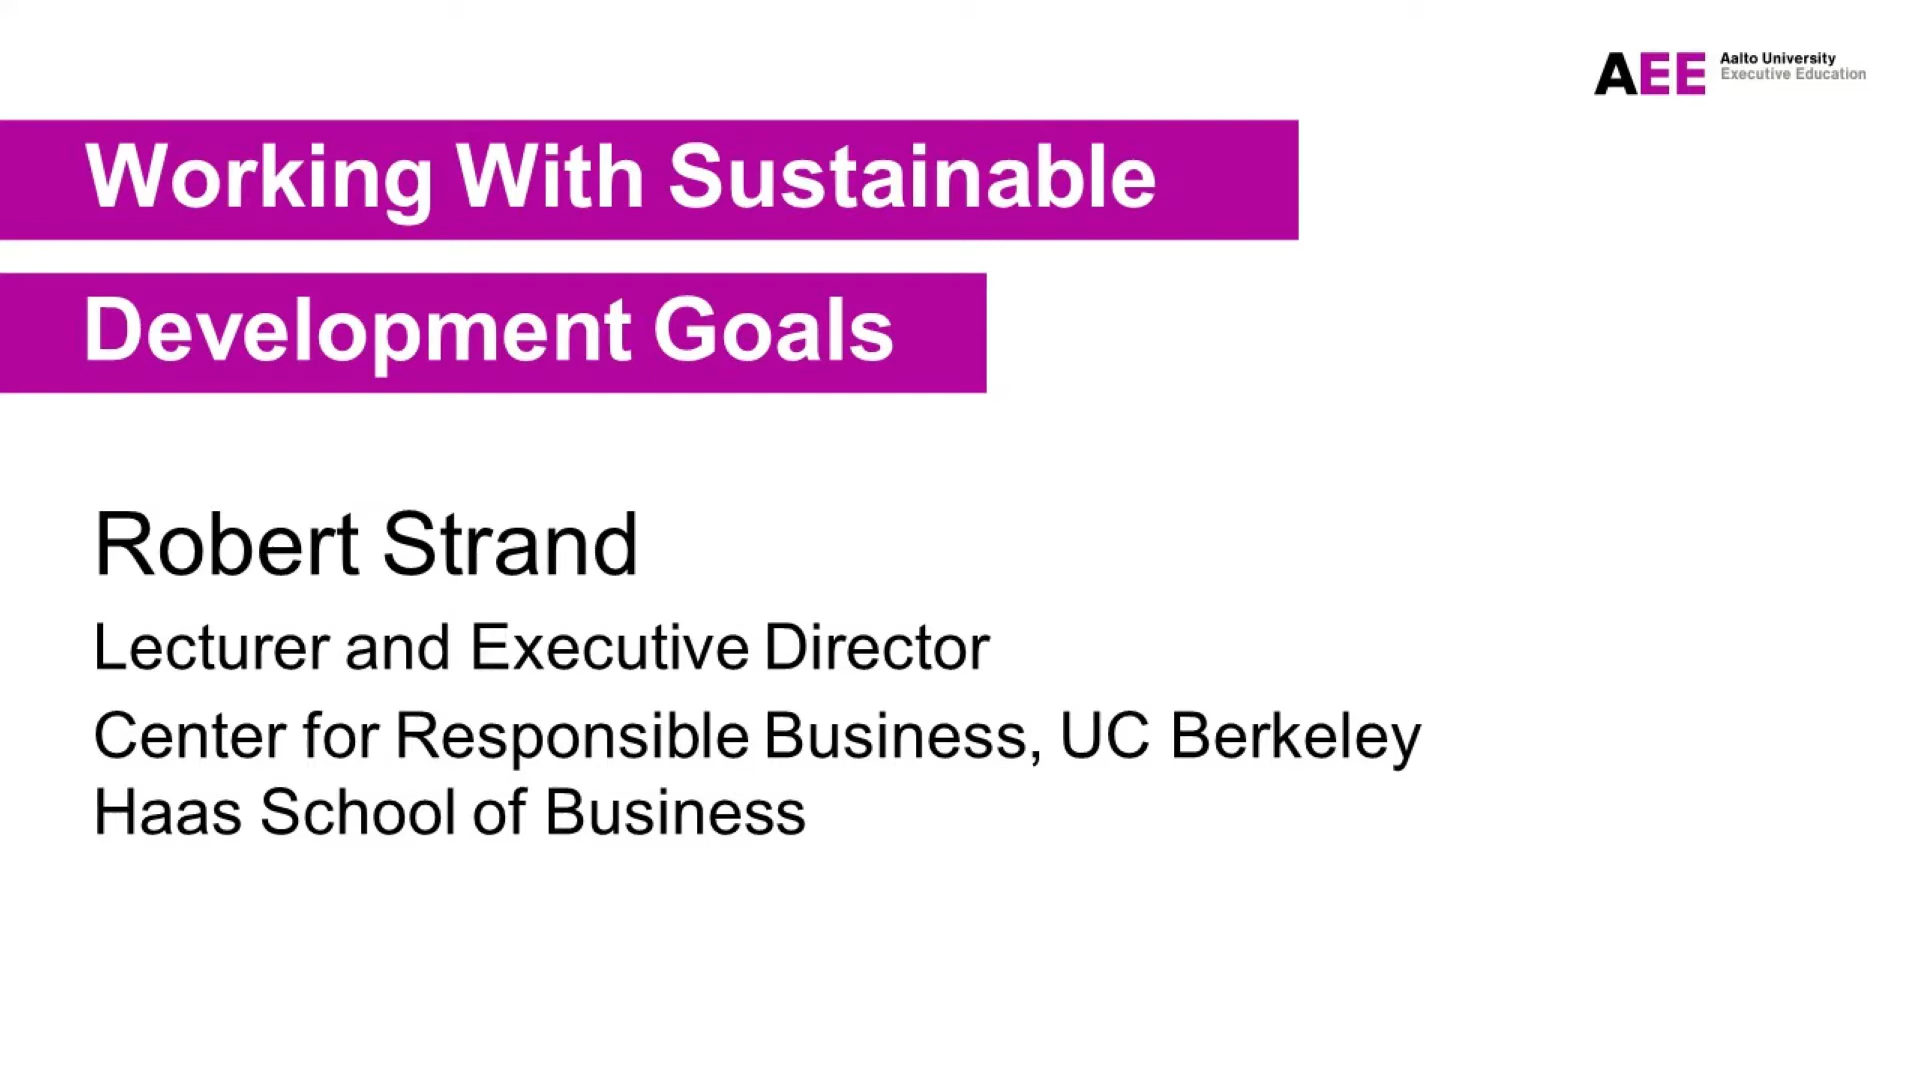 AEE Aalto University
Executive Education
Working With Sustainable
Development Goals
Robert Strand
Lecturer and Executive Director
Center for Responsible Business, UC Berkeley
Haas School of Business